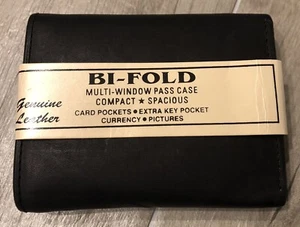 BI-FOLD
MULTI-WINDOW PASS CASE
COMPACT ★ SPACIOUS
CARD POCKETS • EXTRA KEY POCKET
CURRENCY • PICTURES
Genuine
Leather